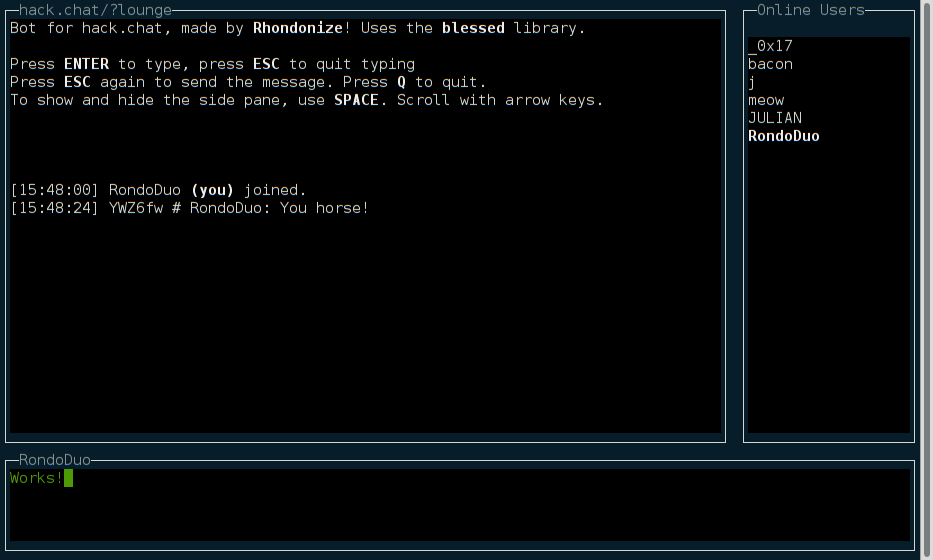 hack.chat/?lounge
Bot for hack.chat, made by Rhondonize! Uses the blessed library.
Press ENTER to type, press ESC to quit typing
Press ESC again to send the message. Press Q to quit.
To show and hide the side pane, use SPACE. Scroll with arrow keys.
[15:48:00] RondoDuo (you) joined.
[15:48:24] YWZ6fw # RondoDuo: You horse!
Online Users
_0x17
bacon
j
meow
JULIAN
RondoDuo
RondoDuo
Works!